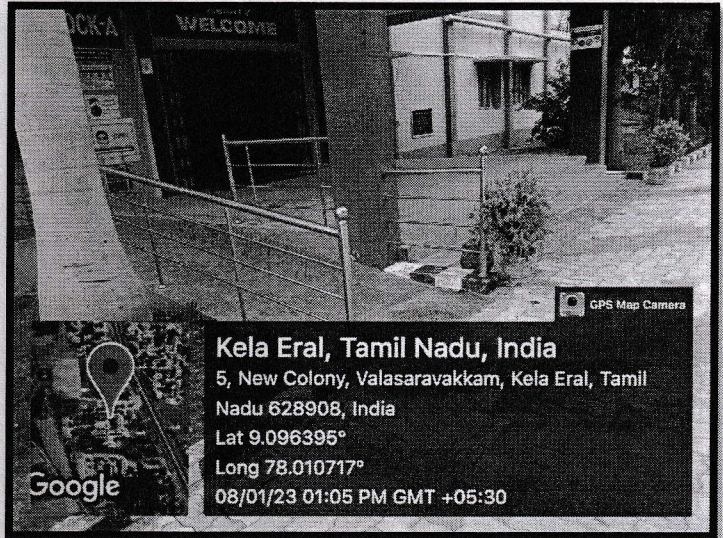 OCK-A
WELCOME
GPS Map Camera
Kela Eral, Tamil Nadu, India
5, New Colony, Valasaravakkam, Kela Eral, Tamil
Nadu 628908, India
Lat 9.096395°
Long 78.010717°
08/01/23 01:05 PM GMT +05:30
Google